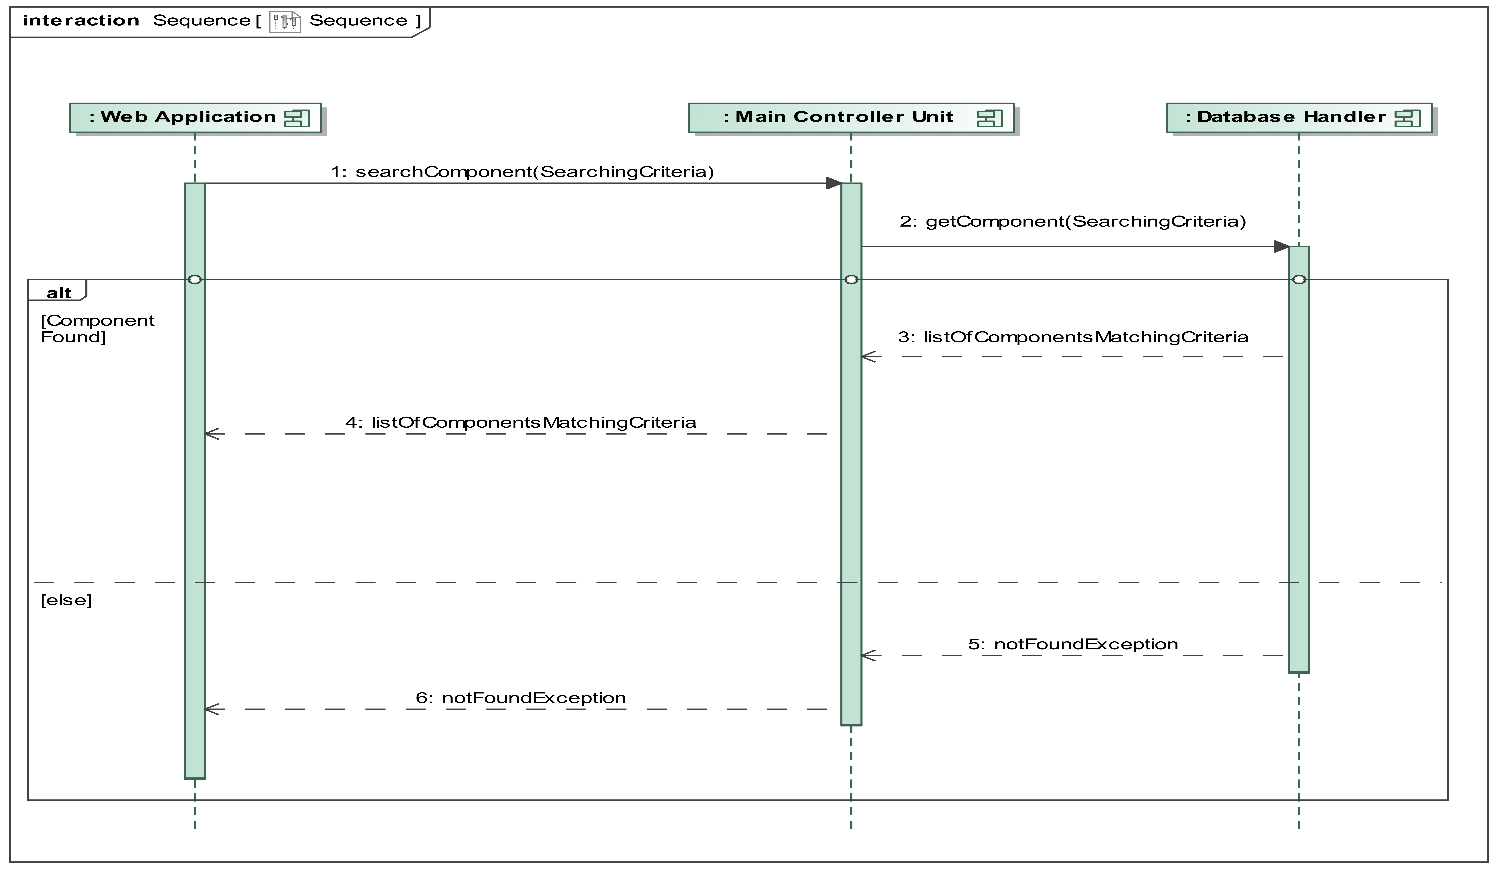 interaction Sequence [ Sequence ]
: Web Application
: Main Controller Unit
: Database Handler
1: searchComponent(SearchingCriteria)
2: getComponent(SearchingCriteria)
alt
[Component
Found]
3: listOfComponentsMatchingCriteria
4: listOfComponentsMatchingCriteria
[else]
5: notFoundException
6: notFoundException